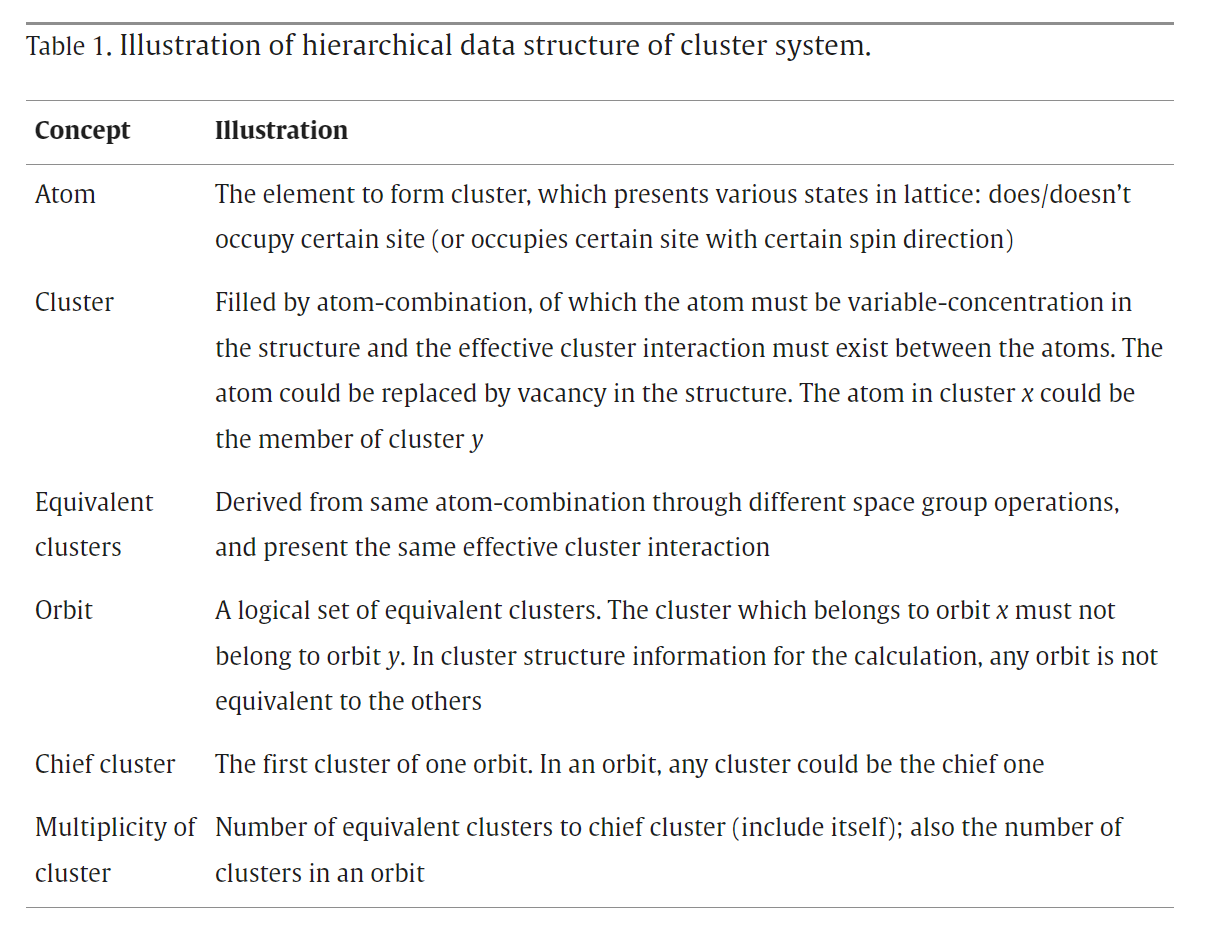 Table 1. Illustration of hierarchical data structure of cluster system.
Concept Illustration
Atom The element to form cluster, which presents various states in lattice: does/doesn’t
occupy certain site (or occupies certain site with certain spin direction)
Cluster Filled by atom-combination, of which the atom must be variable-concentration in
the structure and the effective cluster interaction must exist between the atoms. The
atom could be replaced by vacancy in the structure. The atom in cluster x could be
the member of cluster y
Equivalent Derived from same atom-combination through different space group operations,
clusters and present the same effective cluster interaction
Orbit A logical set of equivalent clusters. The cluster which belongs to orbit x must not
belong to orbit y. In cluster structure information for the calculation, any orbit is not
equivalent to the others
Chief cluster The first cluster of one orbit. In an orbit, any cluster could be the chief one
Multiplicity of Number of equivalent clusters to chief cluster (include itself); also the number of
cluster clusters in an orbit